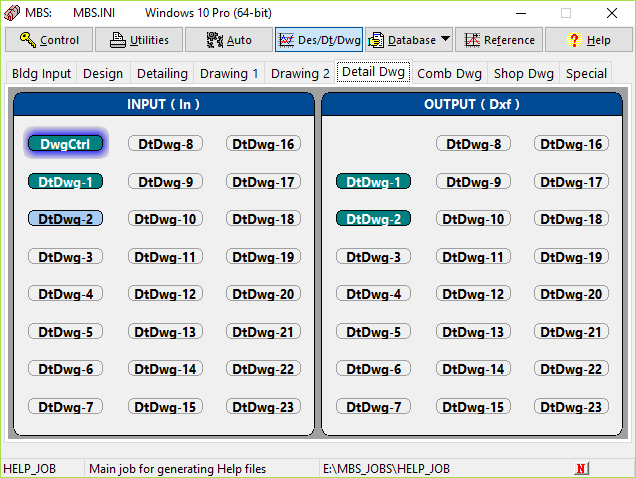 MBS: MBS.INI Windows 10 Pro (64-bit)
Control Utilities Auto Des/Dt/Dwg Database Reference Help
Bldg Input Design Detailing Drawing 1 Drawing 2 Detail Dwg Comb Dwg Shop Dwg Special
INPUT ( In )
DwgCtrl DtDwg-8 DtDwg-16
DtDwg-1 DtDwg-9 DtDwg-17
DtDwg-2 DtDwg-10 DtDwg-18
DtDwg-3 DtDwg-11 DtDwg-19
DtDwg-4 DtDwg-12 DtDwg-20
DtDwg-5 DtDwg-13 DtDwg-21
DtDwg-6 DtDwg-14 DtDwg-22
DtDwg-7 DtDwg-15 DtDwg-23
OUTPUT ( Dxf )
DtDwg-8 DtDwg-16
DtDwg-1 DtDwg-9 DtDwg-17
DtDwg-2 DtDwg-10 DtDwg-18
DtDwg-3 DtDwg-11 DtDwg-19
DtDwg-4 DtDwg-12 DtDwg-20
DtDwg-5 DtDwg-13 DtDwg-21
DtDwg-6 DtDwg-14 DtDwg-22
DtDwg-7 DtDwg-15 DtDwg-23
HELP_JOB Main job for generating Help files E:\MBS_JOBS\HELP_JOB N